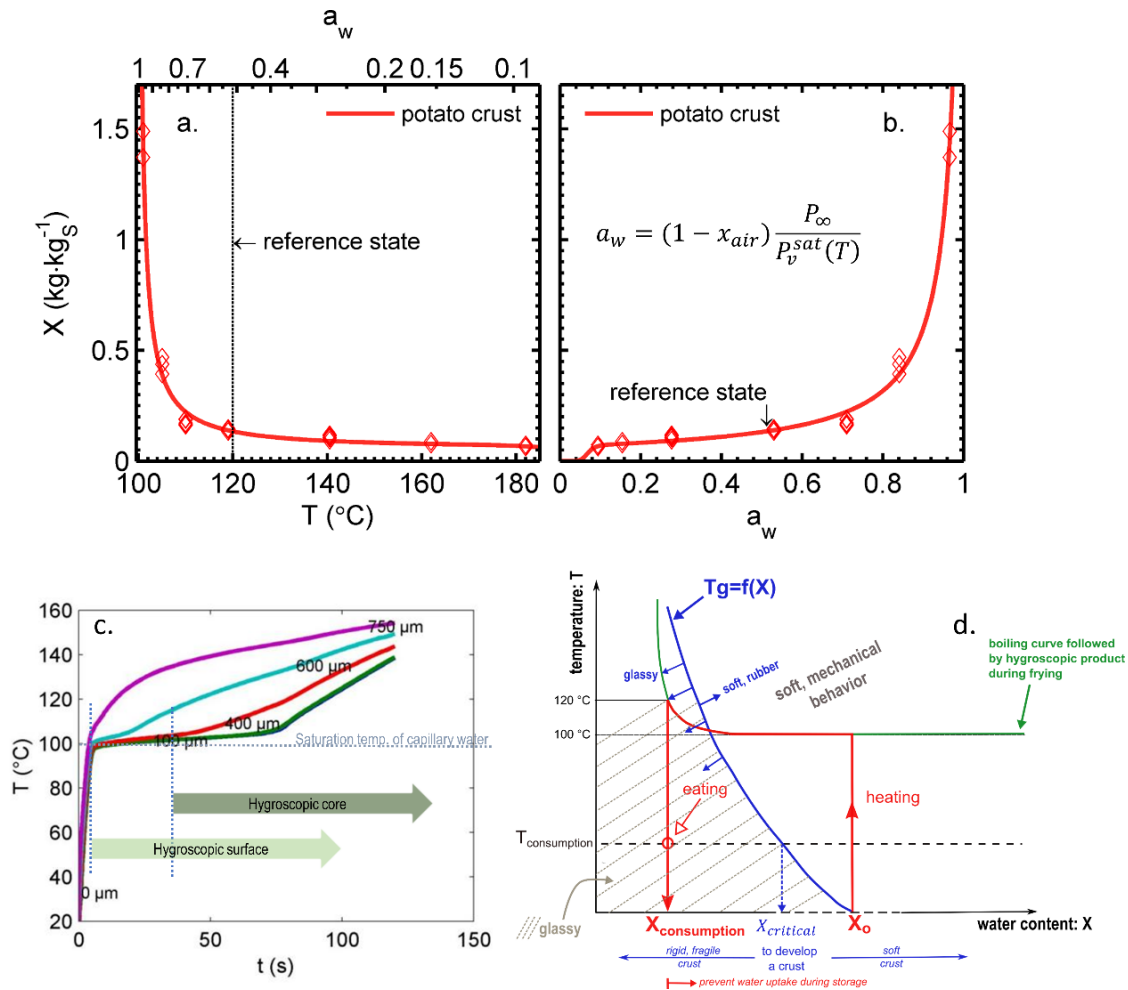 a_w
1 0.7 0.4 0.2 0.15 0.1
potato crust
a.
1.5
1
0.5
0
X (kg·kg_S^-1)
← reference state
100 120 140 160 180
T (°C)
potato crust
b.
a_w = (1 − x_air) P_∞ / P_v^sat(T)
reference state
0 0.2 0.4 0.6 0.8 1
a_w
c.
160
140
120
100
80
60
40
20
T (°C)
750 µm
600 µm
400 µm
100 µm
0 µm
Saturation temp. of capillary water
Hygroscopic core
Hygroscopic surface
0 50 100 150
t (s)
d.
temperature: T
Tg=f(X)
glassy
soft, rubber
soft, mechanical
behavior
boiling curve followed
by hygroscopic product
during frying
120 °C
100 °C
eating
heating
T_consumption
glassy
X_consumption
X_critical
X_o
water content: X
rigid, fragile
crust
to develop
a crust
soft
crust
prevent water uptake during storage